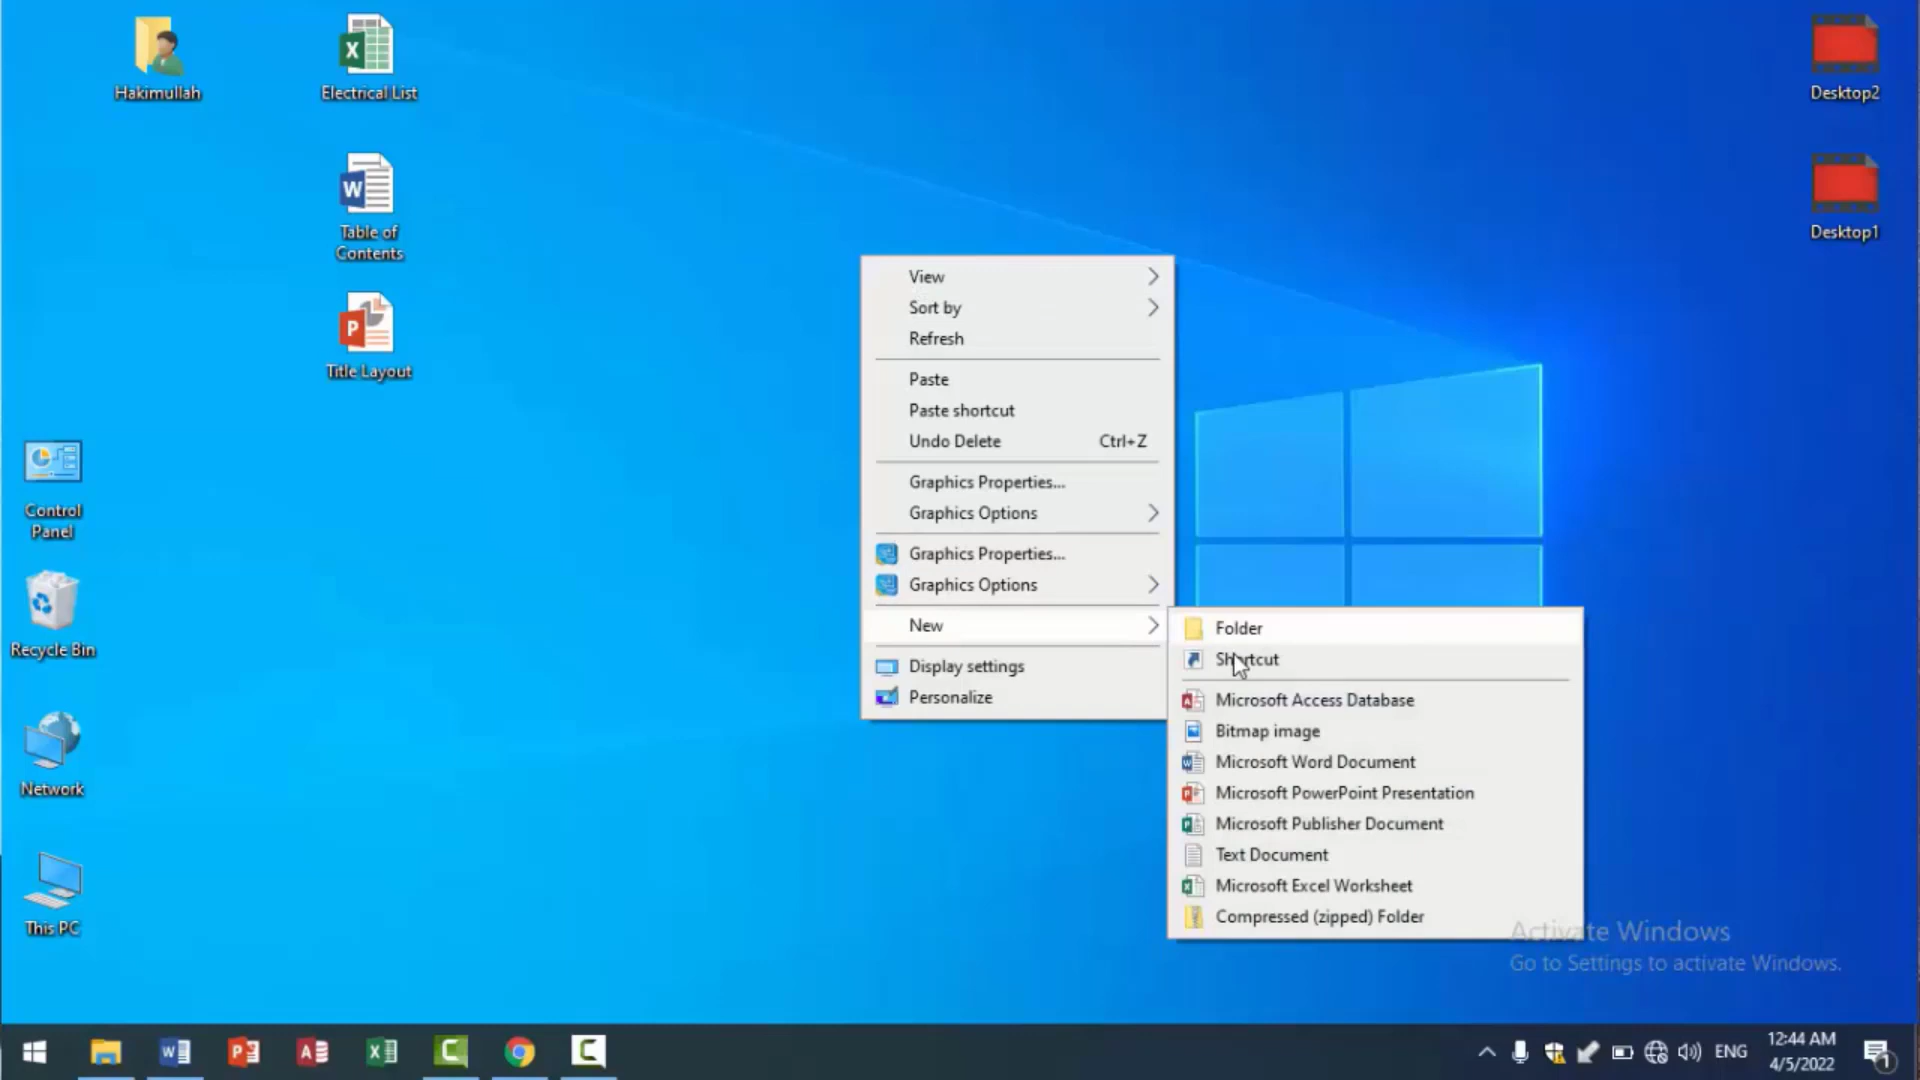 Hakimullah
Electrical List
Table of
Contents
Title Layout
Control
Panel
Recycle Bin
Network
This PC
Desktop2
Desktop1
View
Sort by
Refresh
Paste
Paste shortcut
Undo Delete Ctrl+Z
Graphics Properties...
Graphics Options
Graphics Properties...
Graphics Options
New
Display settings
Personalize
Folder
Shortcut
Microsoft Access Database
Bitmap image
Microsoft Word Document
Microsoft PowerPoint Presentation
Microsoft Publisher Document
Text Document
Microsoft Excel Worksheet
Compressed (zipped) Folder
Activate Windows
Go to Settings to activate Windows.
ENG
12:44 AM
4/5/2022
1